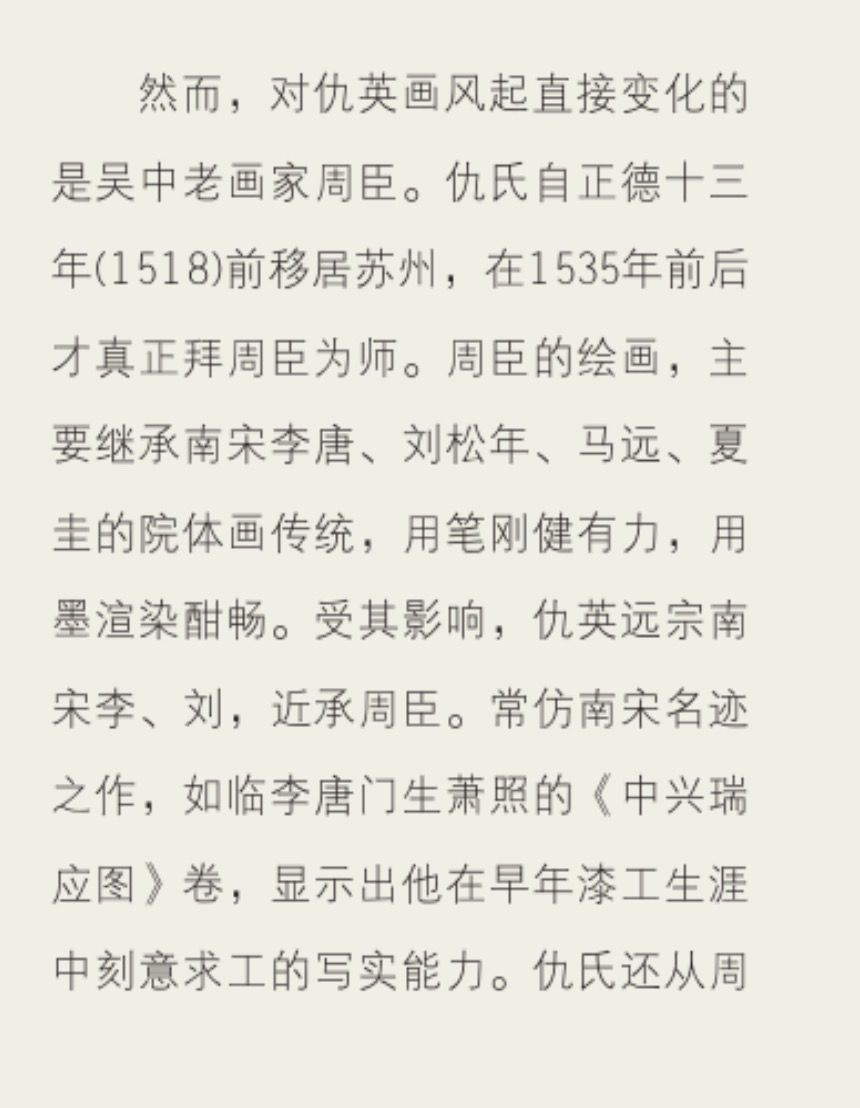 然而，对仇英画风起直接变化的
是吴中老画家周臣。仇氏自正德十三
年(1518)前移居苏州，在1535年前后
才真正拜周臣为师。周臣的绘画，主
要继承南宋李唐、刘松年、马远、夏
圭的院体画传统，用笔刚健有力，用
墨渲染酣畅。受其影响，仇英远宗南
宋李、刘，近承周臣。常仿南宋名迹
之作，如临李唐门生萧照的《中兴瑞
应图》卷，显示出他在早年漆工生涯
中刻意求工的写实能力。仇氏还从周